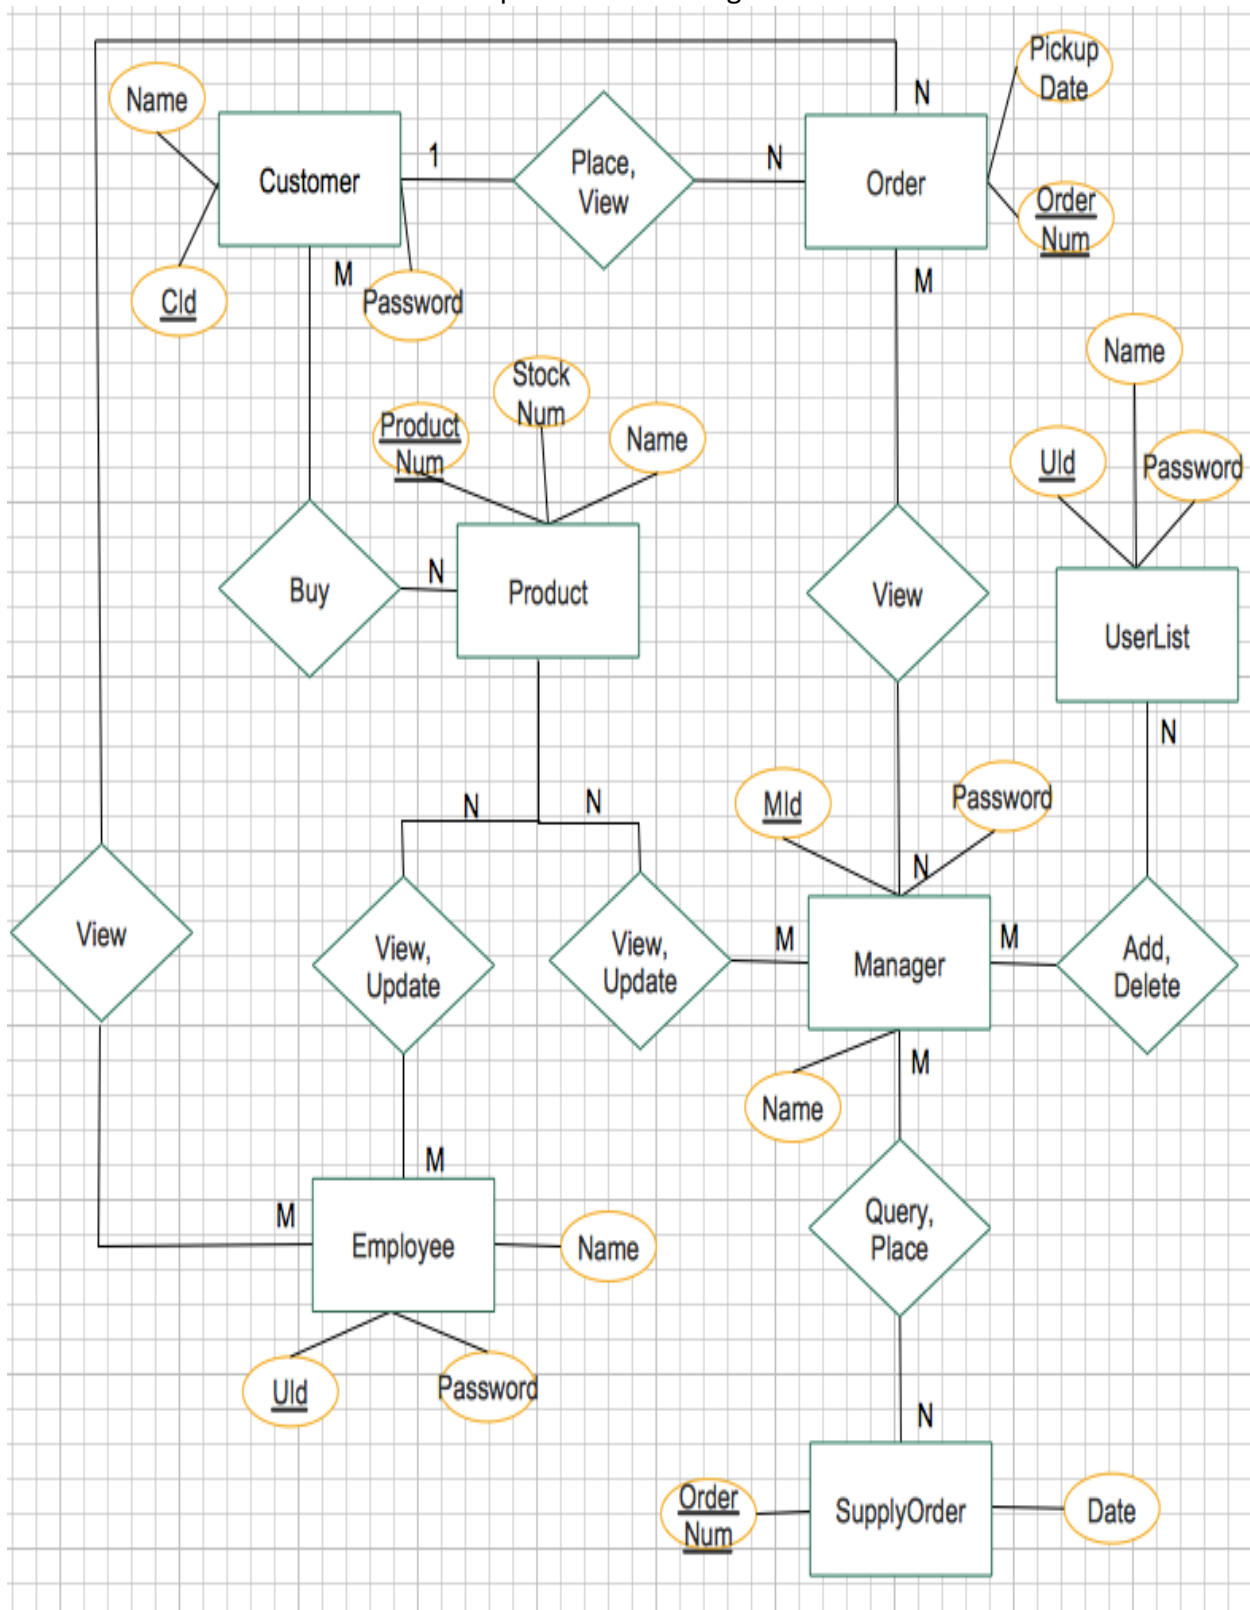 Pickup
Date
N
Name
1
Place,
View
N
Customer
Order
Order
Num
M
M
CId
Password
Name
Stock
Num
Product
Num
Name
UId
Password
N
Buy
Product
View
UserList
N
N
N
MId
Password
N
View
View,
Update
View,
Update
M
Manager
M
Add,
Delete
M
Name
M
M
Query,
Place
Employee
Name
UId
Password
N
Order
Num
SupplyOrder
Date